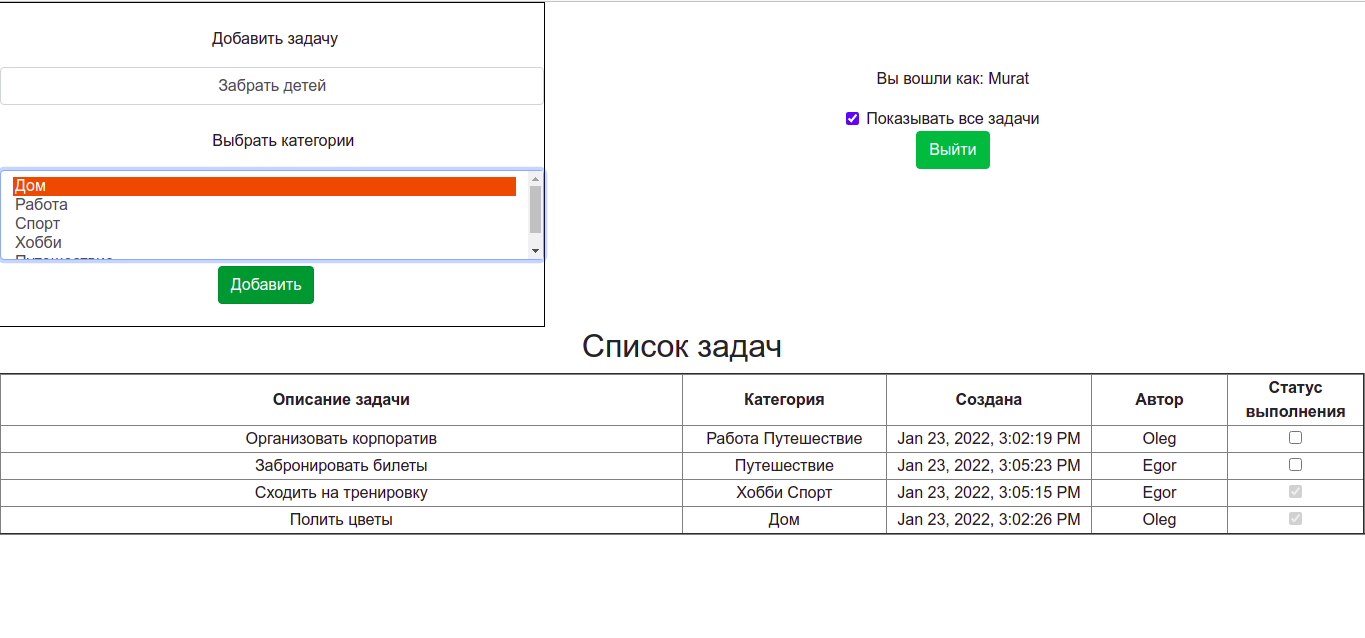 Добавить задачу
Забрать детей
Выбрать категории
Дом
Работа
Спорт
Хобби
Путешествие
Добавить
Вы вошли как: Murat
Показывать все задачи
Выйти
Список задач
Описание задачи Категория Создана Автор Статус выполнения
Организовать корпоратив Работа Путешествие Jan 23, 2022, 3:02:19 PM Oleg
Забронировать билеты Путешествие Jan 23, 2022, 3:05:23 PM Egor
Сходить на тренировку Хобби Спорт Jan 23, 2022, 3:05:15 PM Egor
Полить цветы Дом Jan 23, 2022, 3:02:26 PM Oleg